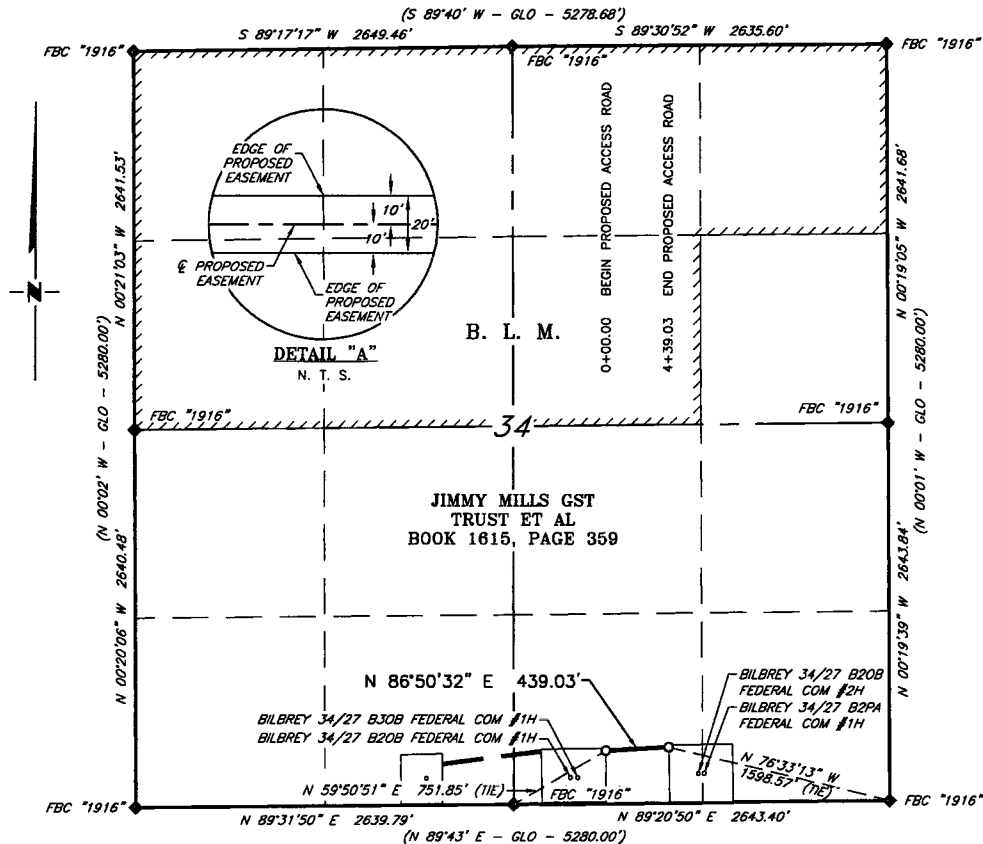 (S 89°40' W - GLO - 5278.68')
S 89°17'17" W 2649.46'
S 89°30'52" W 2635.60'
FBC "1916"
FBC "1916"
FBC "1916"
N 00°21'03" W 2641.53'
(N 00°02' W - GLO - 5280.00')
N 00°20'06" W 2640.48'
N
EDGE OF
PROPOSED
EASEMENT
10'
20'
10'
℄ PROPOSED
EASEMENT
EDGE OF
PROPOSED
EASEMENT
DETAIL "A"
N. T. S.
B. L. M.
0+00.00 BEGIN PROPOSED ACCESS ROAD
4+39.03 END PROPOSED ACCESS ROAD
N 00°19'05" W 2641.68'
(N 00°01' W - GLO - 5280.00')
N 00°19'39" W 2643.84'
FBC "1916"
34
FBC "1916"
JIMMY MILLS GST
TRUST ET AL
BOOK 1615, PAGE 359
N 86°50'32" E 439.03'
BILBREY 34/27 B2OB
FEDERAL COM #2H
BILBREY 34/27 B2PA
FEDERAL COM #1H
BILBREY 34/27 B3OB FEDERAL COM #1H
BILBREY 34/27 B2OB FEDERAL COM #1H
N 76°33'13" W
1598.57' (TIE)
N 59°50'51" E 751.85' (TIE)
FBC "1916"
FBC "1916"
FBC "1916"
N 89°31'50" E 2639.79'
N 89°20'50" E 2643.40'
(N 89°43' E - GLO - 5280.00')